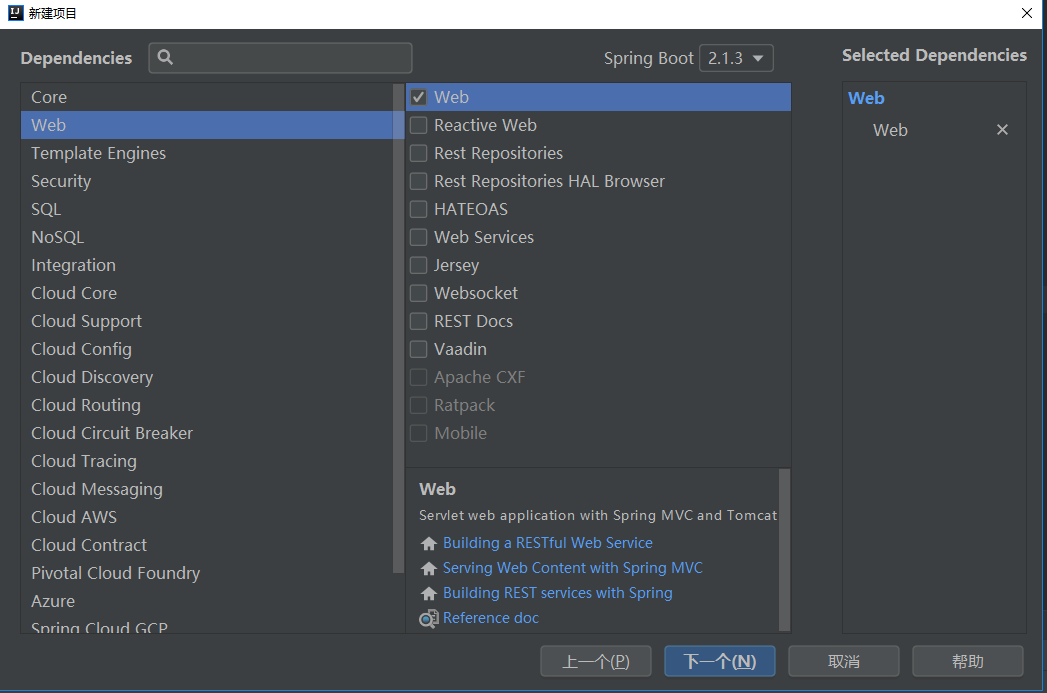 新建项目
Dependencies
Spring Boot 2.1.3
Selected Dependencies
Core
Web
Template Engines
Security
SQL
NoSQL
Integration
Cloud Core
Cloud Support
Cloud Config
Cloud Discovery
Cloud Routing
Cloud Circuit Breaker
Cloud Tracing
Cloud Messaging
Cloud AWS
Cloud Contract
Pivotal Cloud Foundry
Azure
Spring Cloud GCP
Web
Reactive Web
Rest Repositories
Rest Repositories HAL Browser
HATEOAS
Web Services
Jersey
Websocket
REST Docs
Vaadin
Apache CXF
Ratpack
Mobile
Web
Servlet web application with Spring MVC and Tomcat
Building a RESTful Web Service
Serving Web Content with Spring MVC
Building REST services with Spring
Reference doc
Web
Web
上一个(P)
下一个(N)
取消
帮助